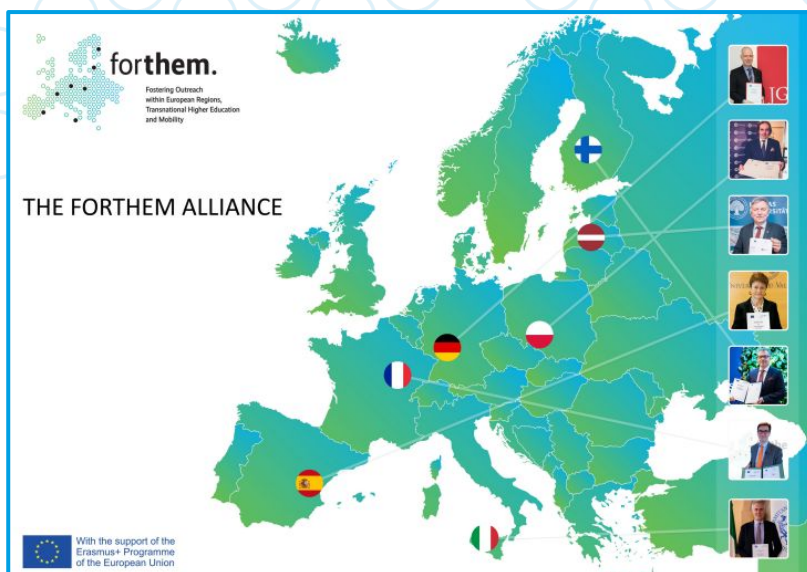 forthem.
Fostering Outreach
within European Regions,
Transnational Higher Education
and Mobility
THE FORTHEM ALLIANCE
With the support of the
Erasmus+ Programme
of the European Union